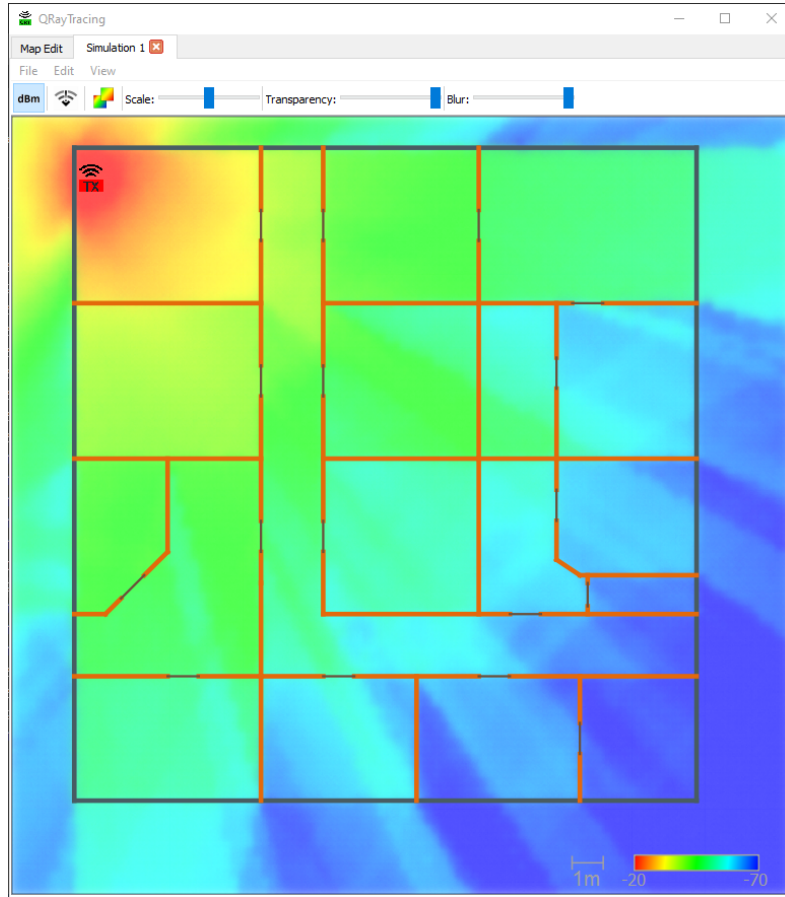 QRayTracing
Map Edit Simulation 1
File Edit View
dBm Scale: Transparency: Blur:
TX
1m -20 -70